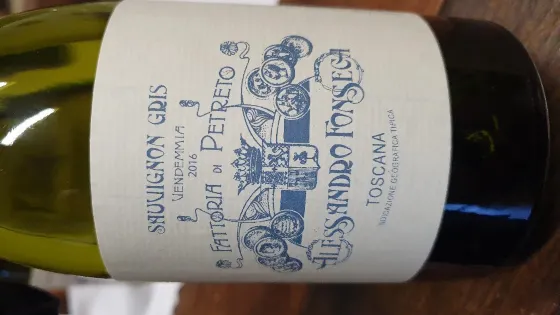 SAUVIGNON GRIS
VENDEMMIA
2016
FATTORIA DI PETRETO
ALESSANDRO FONSECA
TOSCANA
INDICAZIONE GEOGRAFICA TIPICA